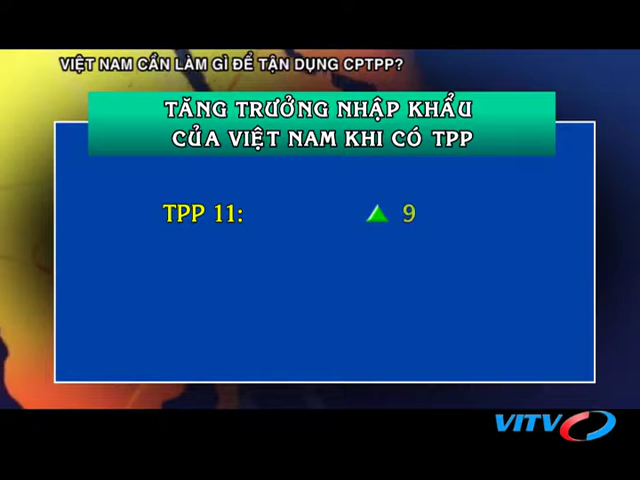 VIỆT NAM CẦN LÀM GÌ ĐỂ TẬN DỤNG CPTPP?
TĂNG TRƯỞNG NHẬP KHẨU
CỦA VIỆT NAM KHI CÓ TPP
TPP 11: 9
VITV